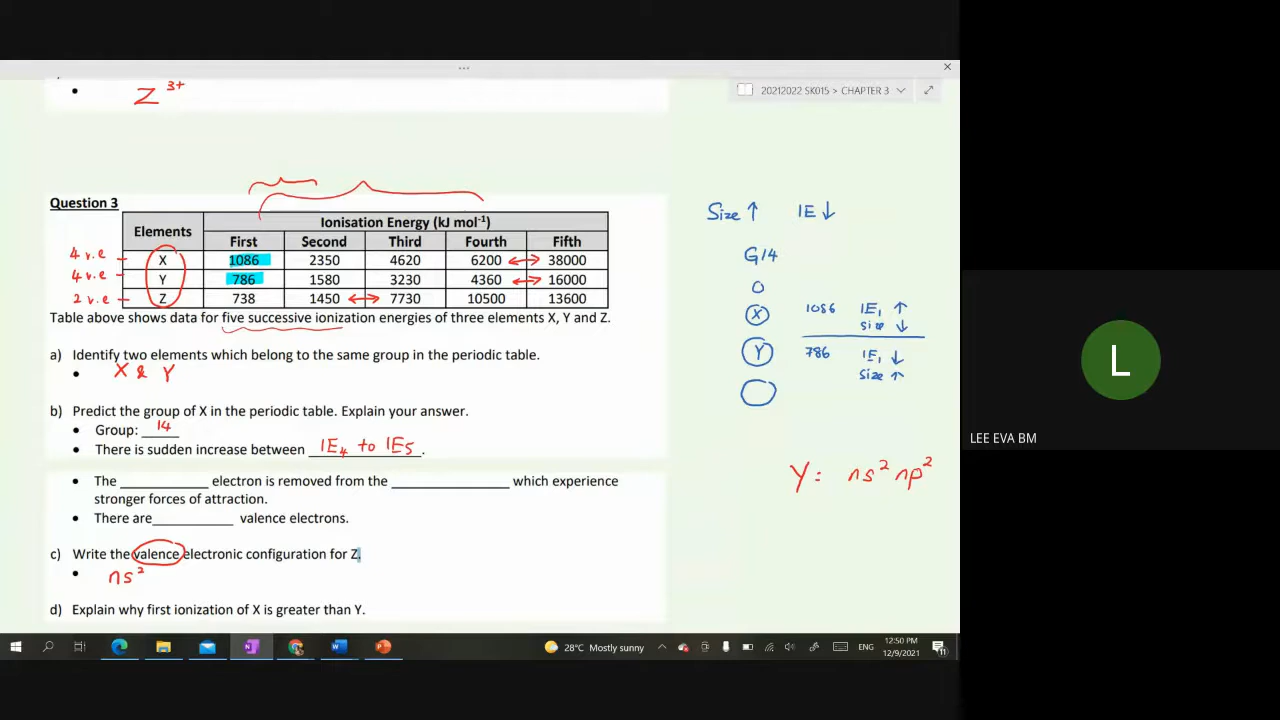 Z 3+
20212022 SK015 > CHAPTER 3
Question 3
Elements Ionisation Energy (kJ mol-1)
First Second Third Fourth Fifth
4 v.e X 1086 2350 4620 6200 38000
4 v.e Y 786 1580 3230 4360 16000
2 v.e Z 738 1450 7730 10500 13600
Table above shows data for five successive ionization energies of three elements X, Y and Z.
a) Identify two elements which belong to the same group in the periodic table.
• X & Y
b) Predict the group of X in the periodic table. Explain your answer.
• Group: 14
• There is sudden increase between IE4 to IE5.
• The __________ electron is removed from the _____________ which experience
stronger forces of attraction.
• There are___________ valence electrons.
c) Write the valence electronic configuration for Z.
• ns2
d) Explain why first ionization of X is greater than Y.
Size ↑ IE ↓
G14
X 1086 IE1 ↑
size ↓
Y 786 IE1 ↓
size ↑
Y: ns2 np2
LEE EVA BM
L
28°C Mostly sunny
ENG
12:50 PM
12/9/2021
11